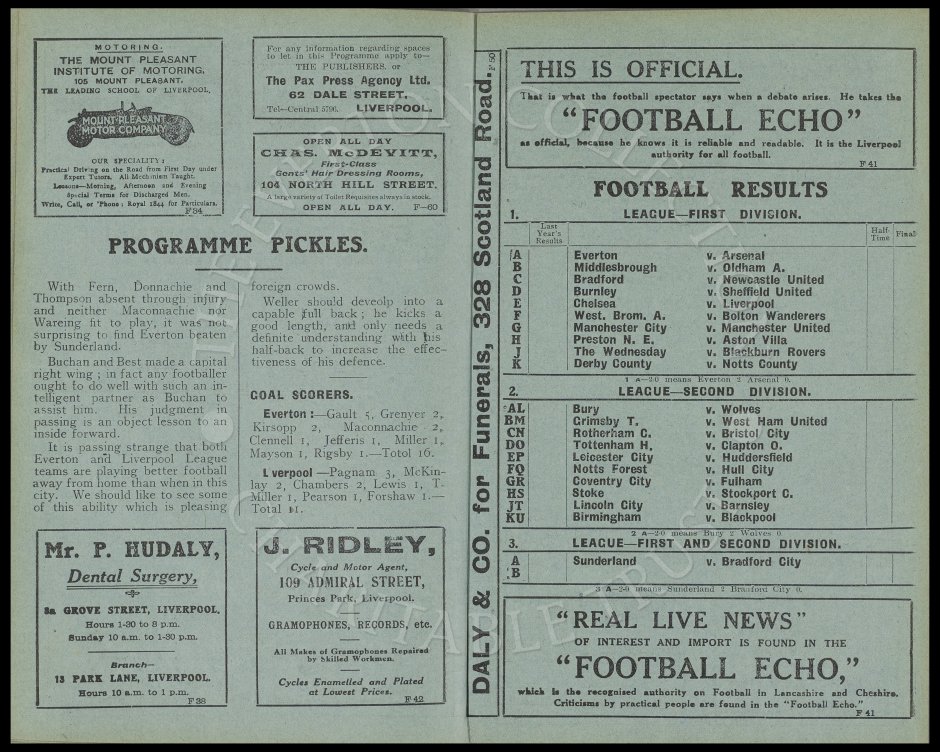 MOTORING.
THE MOUNT PLEASANT
INSTITUTE OF MOTORING.
105 MOUNT PLEASANT.
THE LEADING SCHOOL OF LIVERPOOL.
MOUNT PLEASANT
MOTOR COMPANY
OUR SPECIALITY:
Practical Driving on the Road from First Day under
Expert Tutors. All Mechanism Taught.
Lessons—Morning, Afternoon and Evening
Special Terms for Discharged Men.
Write, Call, or 'Phone: Royal 1844 for Particulars.
F 34
For any information regarding spaces
to let in this Programme apply to—
THE PUBLISHERS. or
The Pax Press Agency Ltd.
62 DALE STREET,
Tel—Central 5796. LIVERPOOL.
OPEN ALL DAY
CHAS. McDEVITT,
First-Class
Gents' Hair Dressing Rooms,
104 NORTH HILL STREET.
A large variety of Toilet Requisites always in stock.
OPEN ALL DAY. F—60
PROGRAMME PICKLES.
With Fern, Donnachie and
Thompson absent through injury
and neither Maconnachie nor
Wareing fit to play, it was not
surprising to find Everton beaten
by Sunderland.
Buchan and Best made a capital
right wing; in fact any footballer
ought to do well with such an in-
telligent partner as Buchan to
assist him. His judgment in
passing is an object lesson to an
inside forward.
It is passing strange that both
Everton and Liverpool League
teams are playing better football
away from home than when in this
city. We should like to see some
of this ability which is pleasing
foreign crowds.
Weller should deveolp into a
capable full back; he kicks a
good length, and only needs a
definite understanding with his
half-back to increase the effec-
tiveness of his defence.
GOAL SCORERS.
Everton:—Gault 5, Grenyer 2,
Kirsopp 2, Maconnachie 2,
Clennell 1, Jefferis 1, Miller 1,
Mayson 1, Rigsby 1.—Total 16.
Lverpool—Pagnam 3, McKin-
lay 2, Chambers 2, Lewis 1, T.
Miller 1, Pearson 1, Forshaw 1.—
Total 11.
Mr. P. HUDALY,
Dental Surgery,
8a GROVE STREET, LIVERPOOL.
Hours 1-30 to 8 p.m.
Sunday 10 a.m. to 1-30 p.m.
Branch—
13 PARK LANE, LIVERPOOL.
Hours 10 a.m. to 1 p.m.
F 38
J. RIDLEY,
Cycle and Motor Agent,
109 ADMIRAL STREET,
Princes Park, Liverpool.
GRAMOPHONES, RECORDS, etc.
All Makes of Gramophones Repaired
by Skilled Workmen.
Cycles Enamelled and Plated
at Lowest Prices.
F 42
DALY & CO. for Funerals, 328 Scotland Road. F 50
THIS IS OFFICIAL.
That is what the football spectator says when a debate arises. He takes the
"FOOTBALL ECHO"
as official, because he knows it is reliable and readable. It is the Liverpool
authority for all football.
F 41
FOOTBALL RESULTS
1. LEAGUE—FIRST DIVISION.
Last
Year's
Results
Half-
Time
Final
A Everton v. Arsenal
B Middlesbrough v. Oldham A.
C Bradford v. Newcastle United
D Burnley v. Sheffield United
E Chelsea v. Liverpool
F West. Brom. A. v. Bolton Wanderers
G Manchester City v. Manchester United
H Preston N. E. v. Aston Villa
J The Wednesday v. Blackburn Rovers
K Derby County v. Notts County
1 A—2-0 means Everton 2 Arsenal 0.
2. LEAGUE—SECOND DIVISION.
AL Bury v. Wolves
BM Grimsby T. v. West Ham United
CN Rotherham C. v. Bristol City
DO Tottenham H. v. Clapton O.
EP Leicester City v. Huddersfield
FQ Notts Forest v. Hull City
GR Coventry City v. Fulham
HS Stoke v. Stockport C.
JT Lincoln City v. Barnsley
KU Birmingham v. Blackpool
2 A—2-0 means Bury 2 Wolves 0
3. LEAGUE—FIRST AND SECOND DIVISION.
A Sunderland v. Bradford City
B
3 A—2-0 means Sunderland 2 Branford City 0.
"REAL LIVE NEWS"
OF INTEREST AND IMPORT IS FOUND IN THE
"FOOTBALL ECHO,"
which is the recognised authority on Football in Lancashire and Cheshire.
Criticisms by practical people are found in the "Football Echo."
F 41